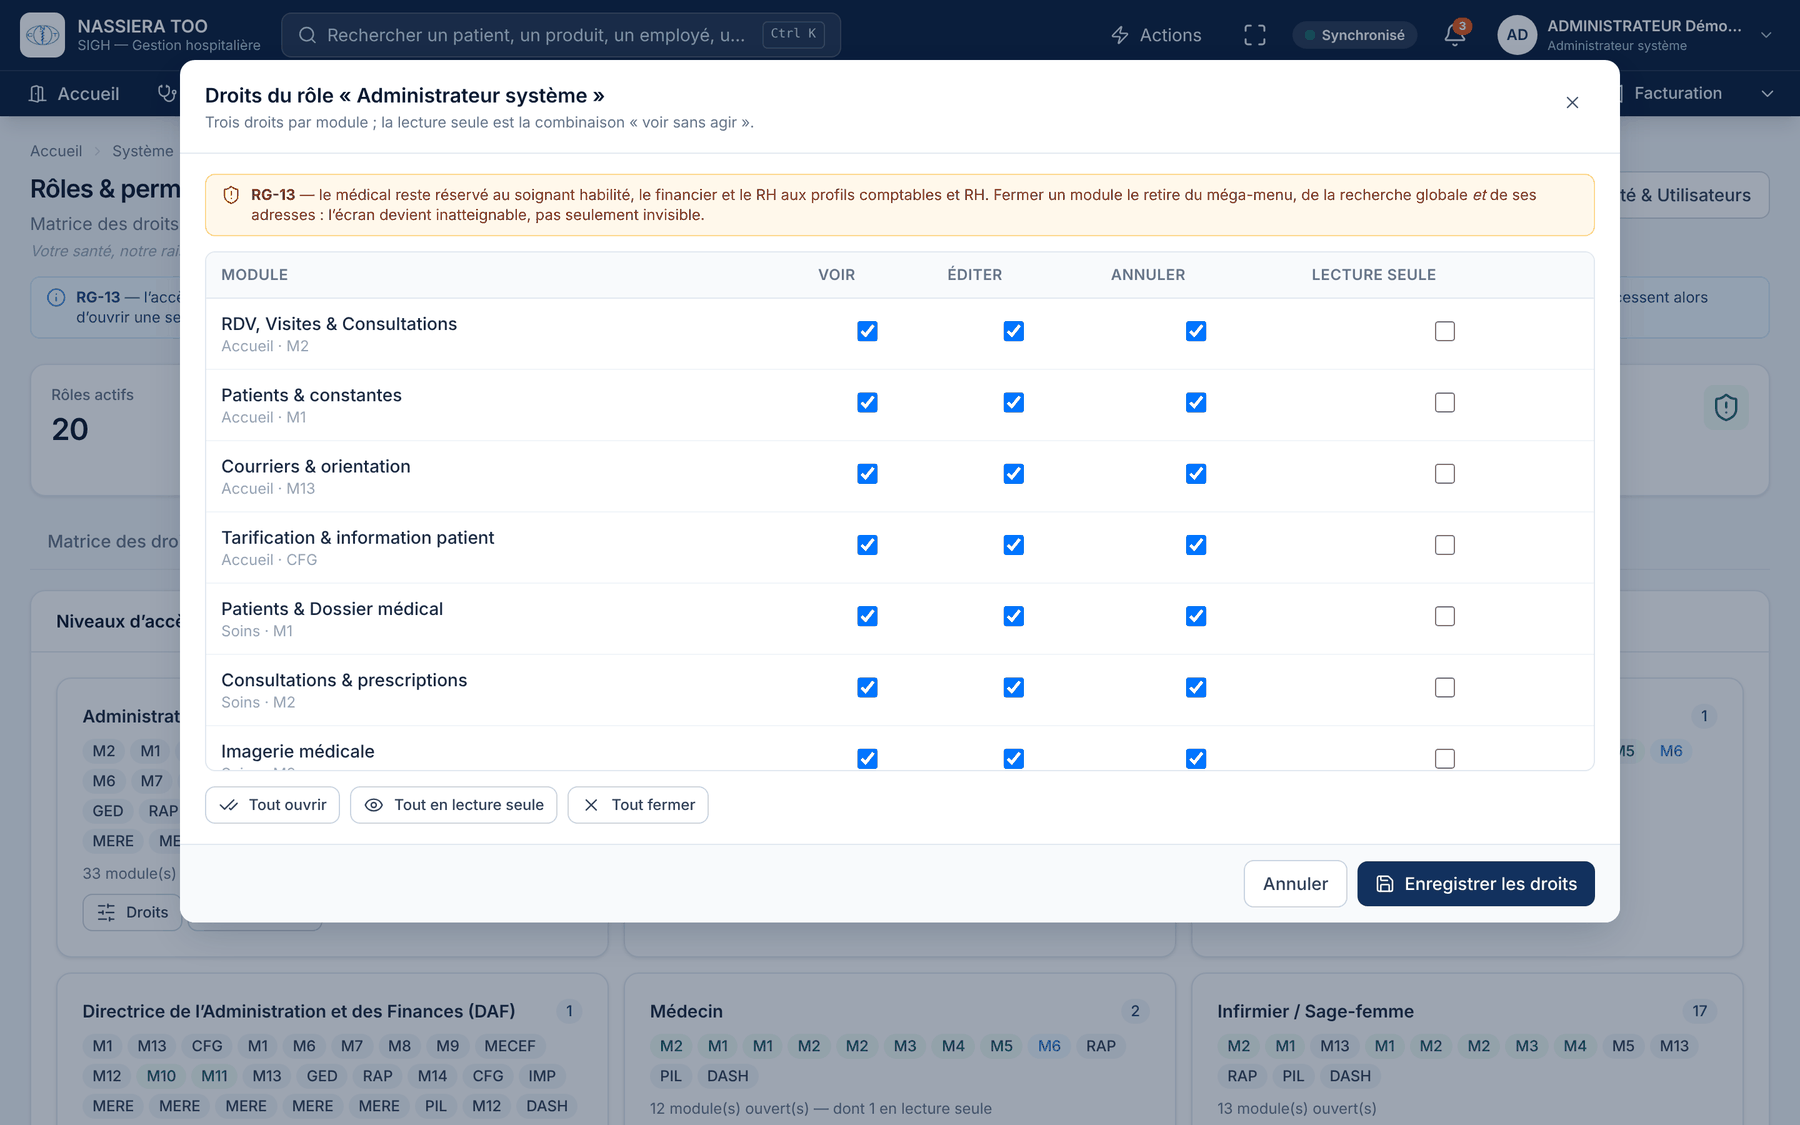 NASSIERA TOO
SIGH — Gestion hospitalière
Rechercher un patient, un produit, un employé, u...
Ctrl K
Actions
Synchronisé
3
AD
ADMINISTRATEUR Démo...
Administrateur système
Accueil
Facturation
Accueil
Système
Rôles & perm
té & Utilisateurs
Matrice des droits
Votre santé, notre rai
RG-13 — l’accè
cessent alors
d’ouvrir une se
Rôles actifs
20
Matrice des dro
Niveaux d’accè
Droits du rôle « Administrateur système »
Trois droits par module ; la lecture seule est la combinaison « voir sans agir ».
RG-13 — le médical reste réservé au soignant habilité, le financier et le RH aux profils comptables et RH. Fermer un module le retire du méga-menu, de la recherche globale et de ses
adresses : l’écran devient inatteignable, pas seulement invisible.
MODULE VOIR ÉDITER ANNULER LECTURE SEULE
RDV, Visites & Consultations
Accueil · M2
Patients & constantes
Accueil · M1
Courriers & orientation
Accueil · M13
Tarification & information patient
Accueil · CFG
Patients & Dossier médical
Soins · M1
Consultations & prescriptions
Soins · M2
Imagerie médicale
Tout ouvrir
Tout en lecture seule
Tout fermer
Annuler
Enregistrer les droits
Administrat
1
M2 M1
M5 M6
M6 M7
GED RAP
MERE ME
33 module(s)
Droits
Directrice de l’Administration et des Finances (DAF) 1
M1 M13 CFG M1 M6 M7 M8 M9 MECEF
M12 M10 M11 M13 GED RAP M14 CFG IMP
MERE MERE MERE MERE MERE PIL M12 DASH
Médecin 2
M2 M1 M1 M2 M2 M3 M4 M5 M6 RAP
PIL DASH
12 module(s) ouvert(s) — dont 1 en lecture seule
Infirmier / Sage-femme 17
M2 M1 M13 M1 M2 M2 M3 M4 M5 M13
RAP PIL DASH
13 module(s) ouvert(s)